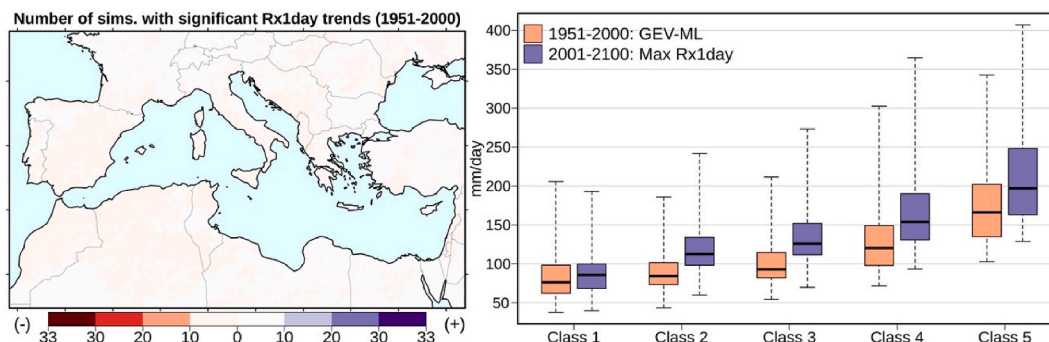 Number of sims. with significant Rx1day trends (1951-2000)
(-) (+)
33 30 20 10 0 10 20 30 33
mm/day
400
350
300
250
200
150
100
50
1951-2000: GEV-ML
2001-2100: Max Rx1day
Class 1 Class 2 Class 3 Class 4 Class 5